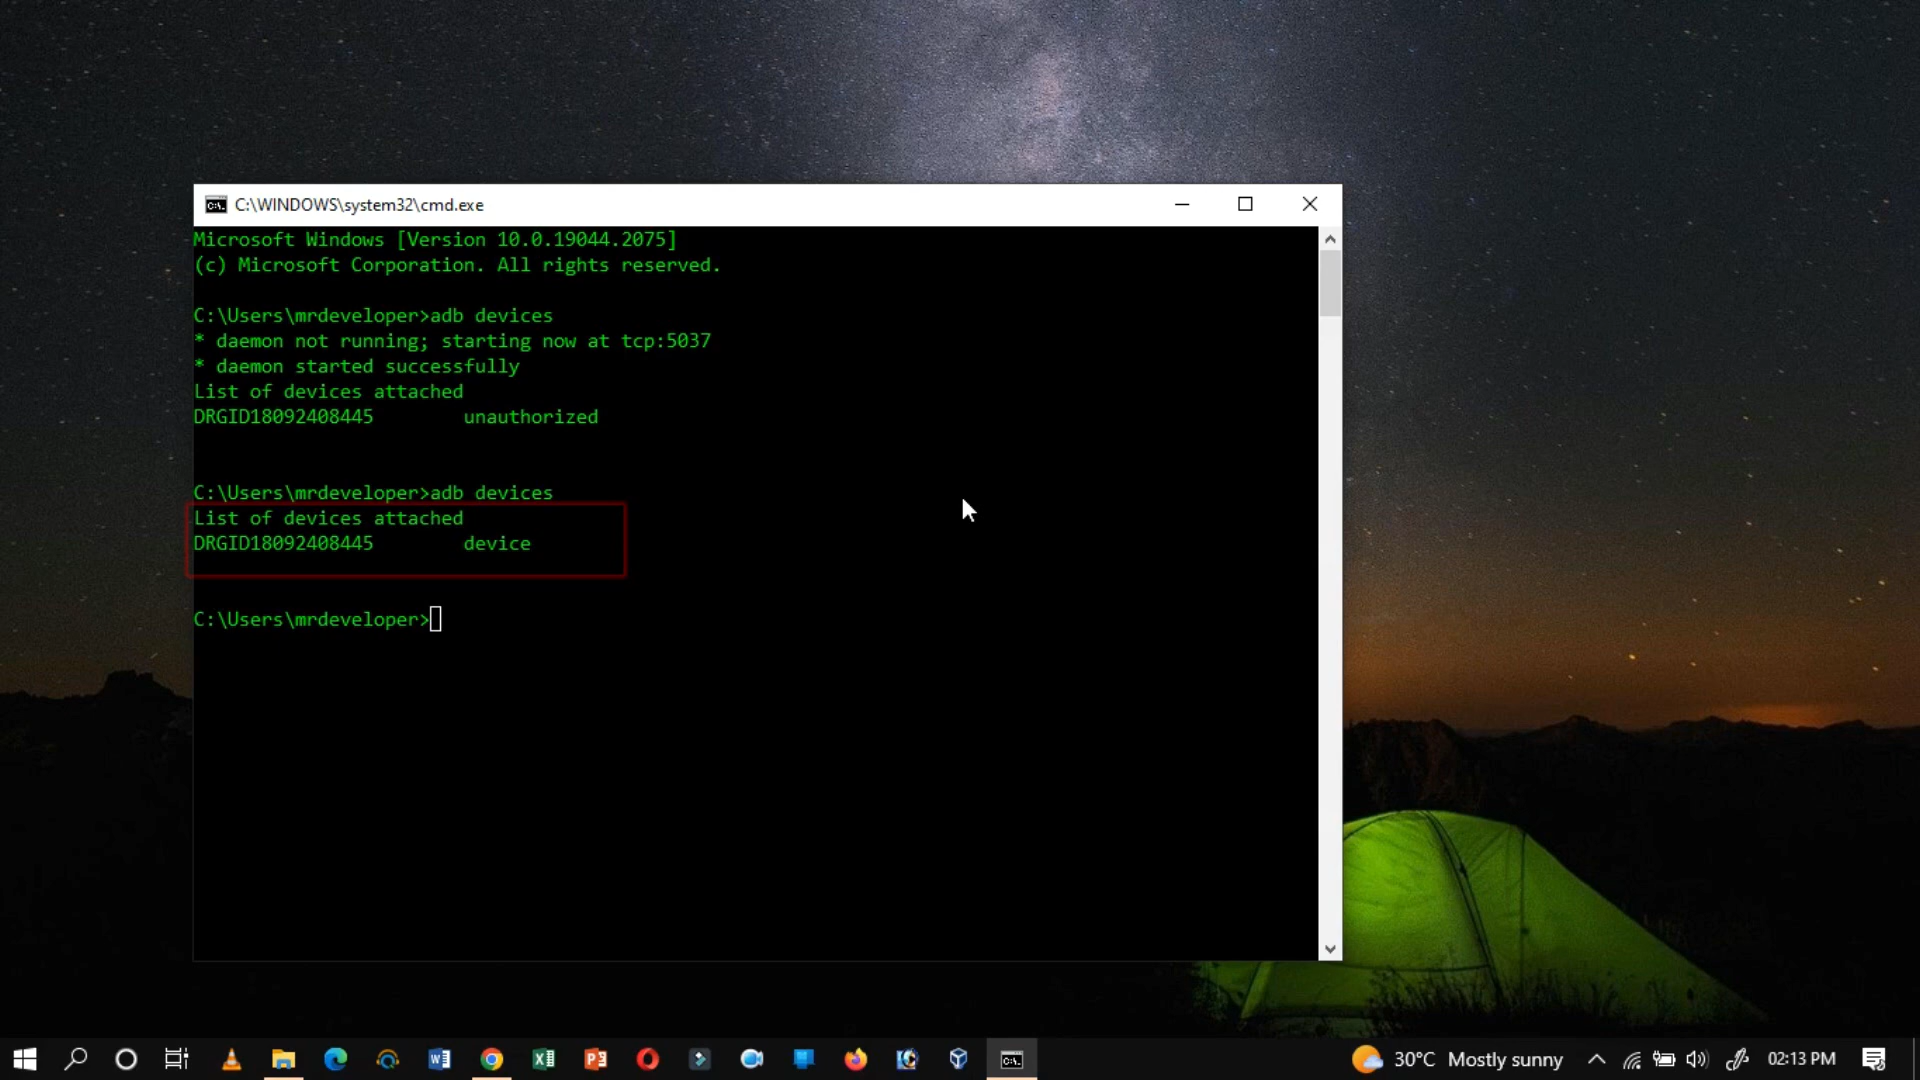 C:\WINDOWS\system32\cmd.exe
Microsoft Windows [Version 10.0.19044.2075]
(c) Microsoft Corporation. All rights reserved.
C:\Users\mrdeveloper>adb devices
* daemon not running; starting now at tcp:5037
* daemon started successfully
List of devices attached
DRGID18092408445        unauthorized
C:\Users\mrdeveloper>adb devices
List of devices attached
DRGID18092408445        device
C:\Users\mrdeveloper>
30°C Mostly sunny
02:13 PM